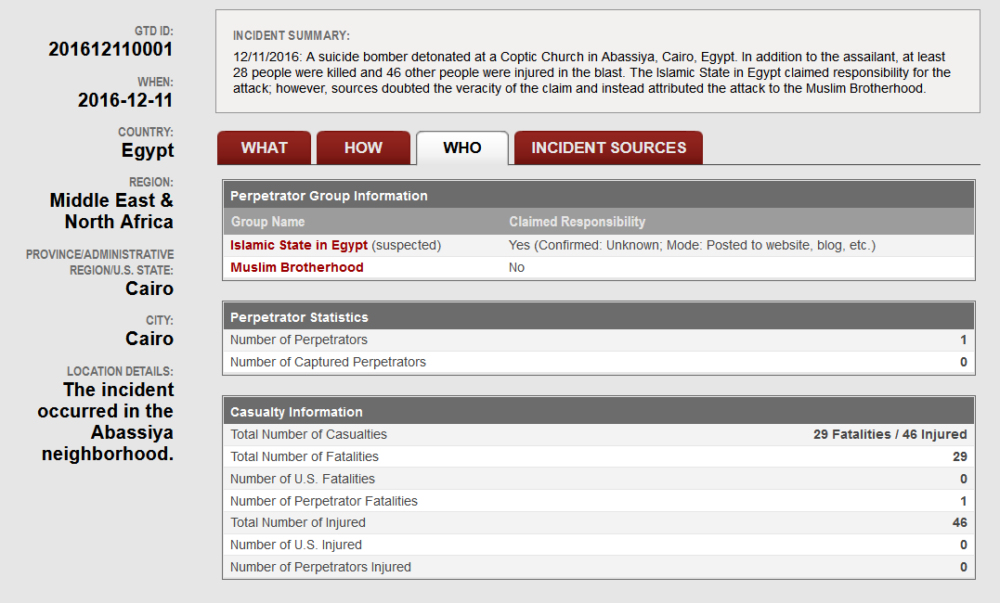 GTD ID:
201612110001
WHEN:
2016-12-11
COUNTRY:
Egypt
REGION:
Middle East &
North Africa
PROVINCE/ADMINISTRATIVE
REGION/U.S. STATE:
Cairo
CITY:
Cairo
LOCATION DETAILS:
The incident
occurred in the
Abassiya
neighborhood.
INCIDENT SUMMARY:
12/11/2016: A suicide bomber detonated at a Coptic Church in Abassiya, Cairo, Egypt. In addition to the assailant, at least
28 people were killed and 46 other people were injured in the blast. The Islamic State in Egypt claimed responsibility for the
attack; however, sources doubted the veracity of the claim and instead attributed the attack to the Muslim Brotherhood.
WHAT HOW WHO INCIDENT SOURCES
Perpetrator Group Information
Group Name Claimed Responsibility
Islamic State in Egypt (suspected) Yes (Confirmed: Unknown; Mode: Posted to website, blog, etc.)
Muslim Brotherhood No
Perpetrator Statistics
Number of Perpetrators 1
Number of Captured Perpetrators 0
Casualty Information
Total Number of Casualties 29 Fatalities / 46 Injured
Total Number of Fatalities 29
Number of U.S. Fatalities 0
Number of Perpetrator Fatalities 1
Total Number of Injured 46
Number of U.S. Injured 0
Number of Perpetrators Injured 0